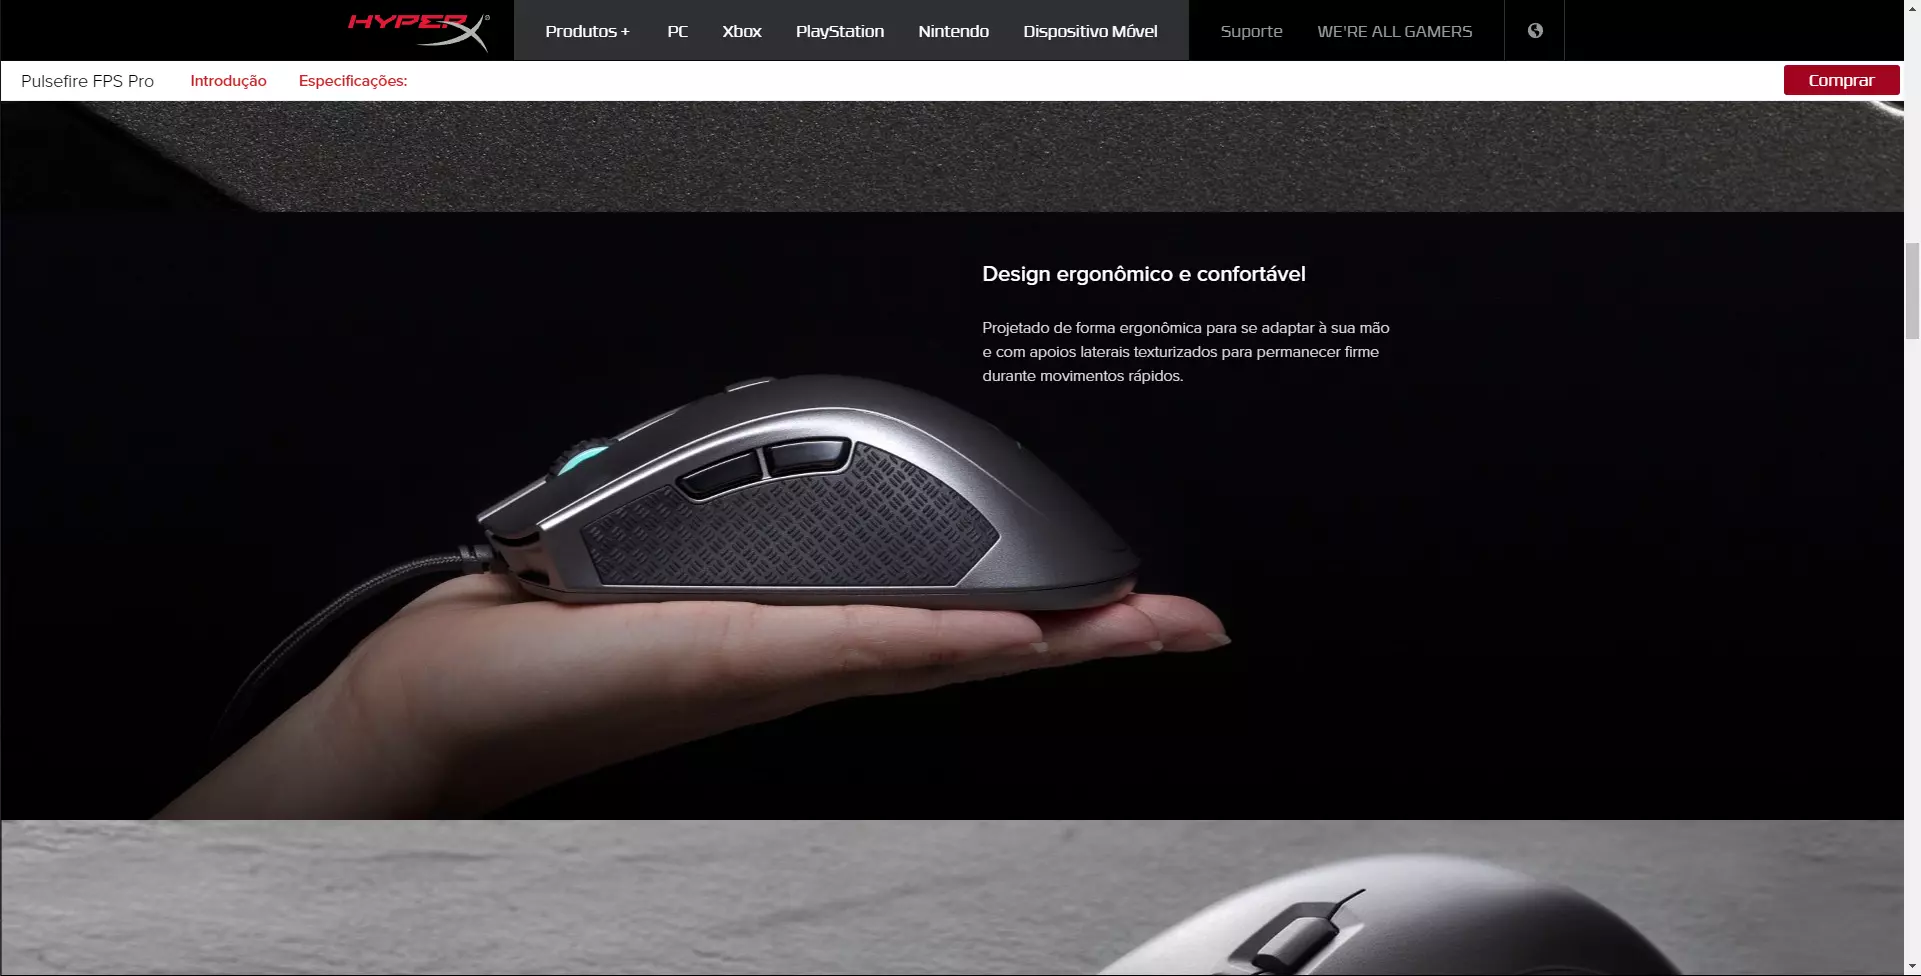 HYPERX
Produtos +
PC
Xbox
PlayStation
Nintendo
Dispositivo Móvel
Suporte
WE'RE ALL GAMERS
Pulsefire FPS Pro
Introdução
Especificações:
Comprar
Design ergonômico e confortável
Projetado de forma ergonômica para se adaptar à sua mão
e com apoios laterais texturizados para permanecer firme
durante movimentos rápidos.